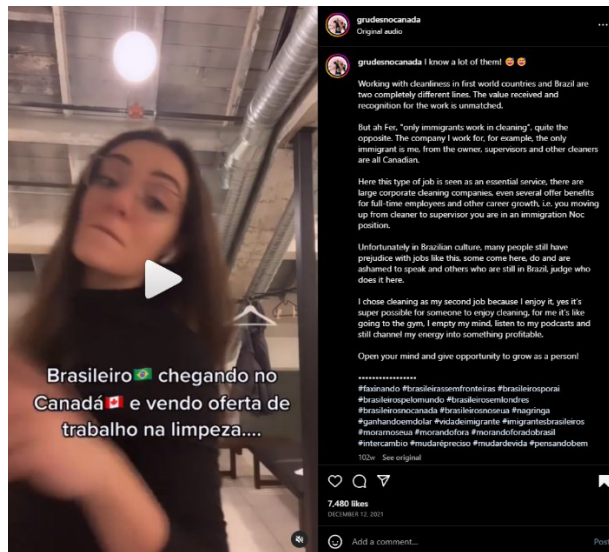 grudesnocanada
Original audio
grudesnocanada I know a lot of them! 🥰 🥰
Working with cleanliness in first world countries and Brazil are
two completely different lines. The value received and
recognition for the work is unmatched.
But ah Fer, "only immigrants work in cleaning". quite the
opposite. The company I work for, for example, the only
immigrant is me, from the owner, supervisors and other cleaners
are all Canadian.
Here this type of job is seen as an essential service, there are
large corporate cleaning companies, even several offer benefits
for full-time employees and other career growth, i.e. you moving
up from cleaner to supervisor you are in an immigration Noc
position.
Unfortunately in Brazilian culture, many people still have
prejudice with jobs like this, some come here, do and are
ashamed to speak and others who are still in Brazil, judge who
does it here.
I chose cleaning as my second job because I enjoy it, yes it's
super possible for someone to enjoy cleaning, for me it's like
going to the gym, I empty my mind, listen to my podcasts and
still channel my energy into something profitable.
Open your mind and give opportunity to grow as a person!
Brasileiro🇧🇷 chegando no
Canadá🇨🇦 e vendo oferta de
trabalho na limpeza....
******************
#faxinando #brasileirassemfronteiras #brasileirosporai
#brasileirospelomundo #brasileirosemlondres
#brasileirosnocanada #brasileirosnoseua #nagringa
#ganhandoemdolar #vidadeimigrante #imigrantesbrasileiros
#morarnoseua #morandofora #morandoforadobrasil
#intercambio #mudarépreciso #mudardevida #pensandobem
102w See original
7,480 likes
DECEMBER 12, 2021
Add a comment...
Post